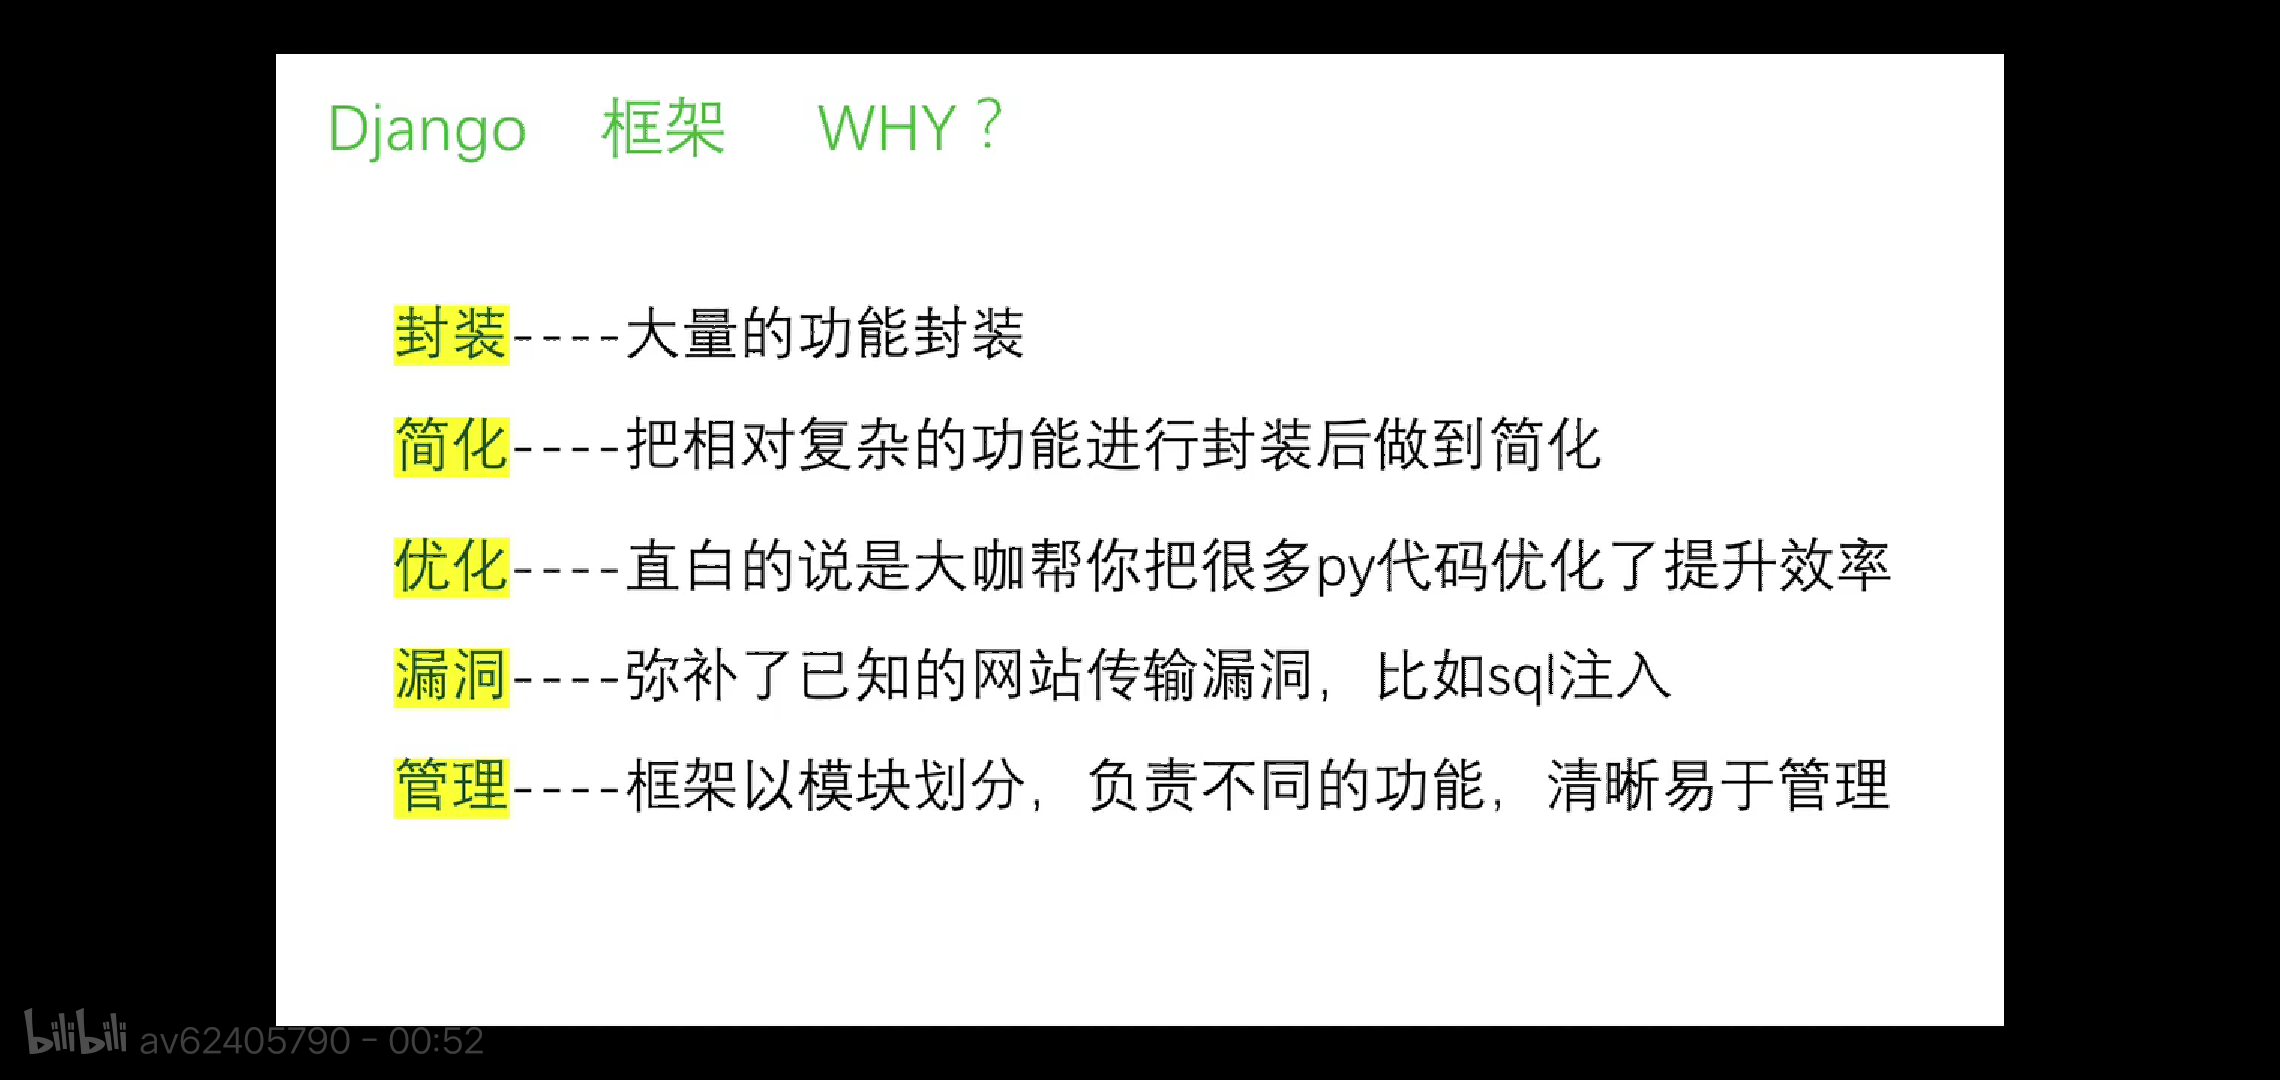 Django 框架 WHY？
封装----大量的功能封装
简化----把相对复杂的功能进行封装后做到简化
优化----直白的说是大咖帮你把很多py代码优化了提升效率
漏洞----弥补了已知的网站传输漏洞，比如sql注入
管理----框架以模块划分，负责不同的功能，清晰易于管理
bilibili av62405790 - 00:52